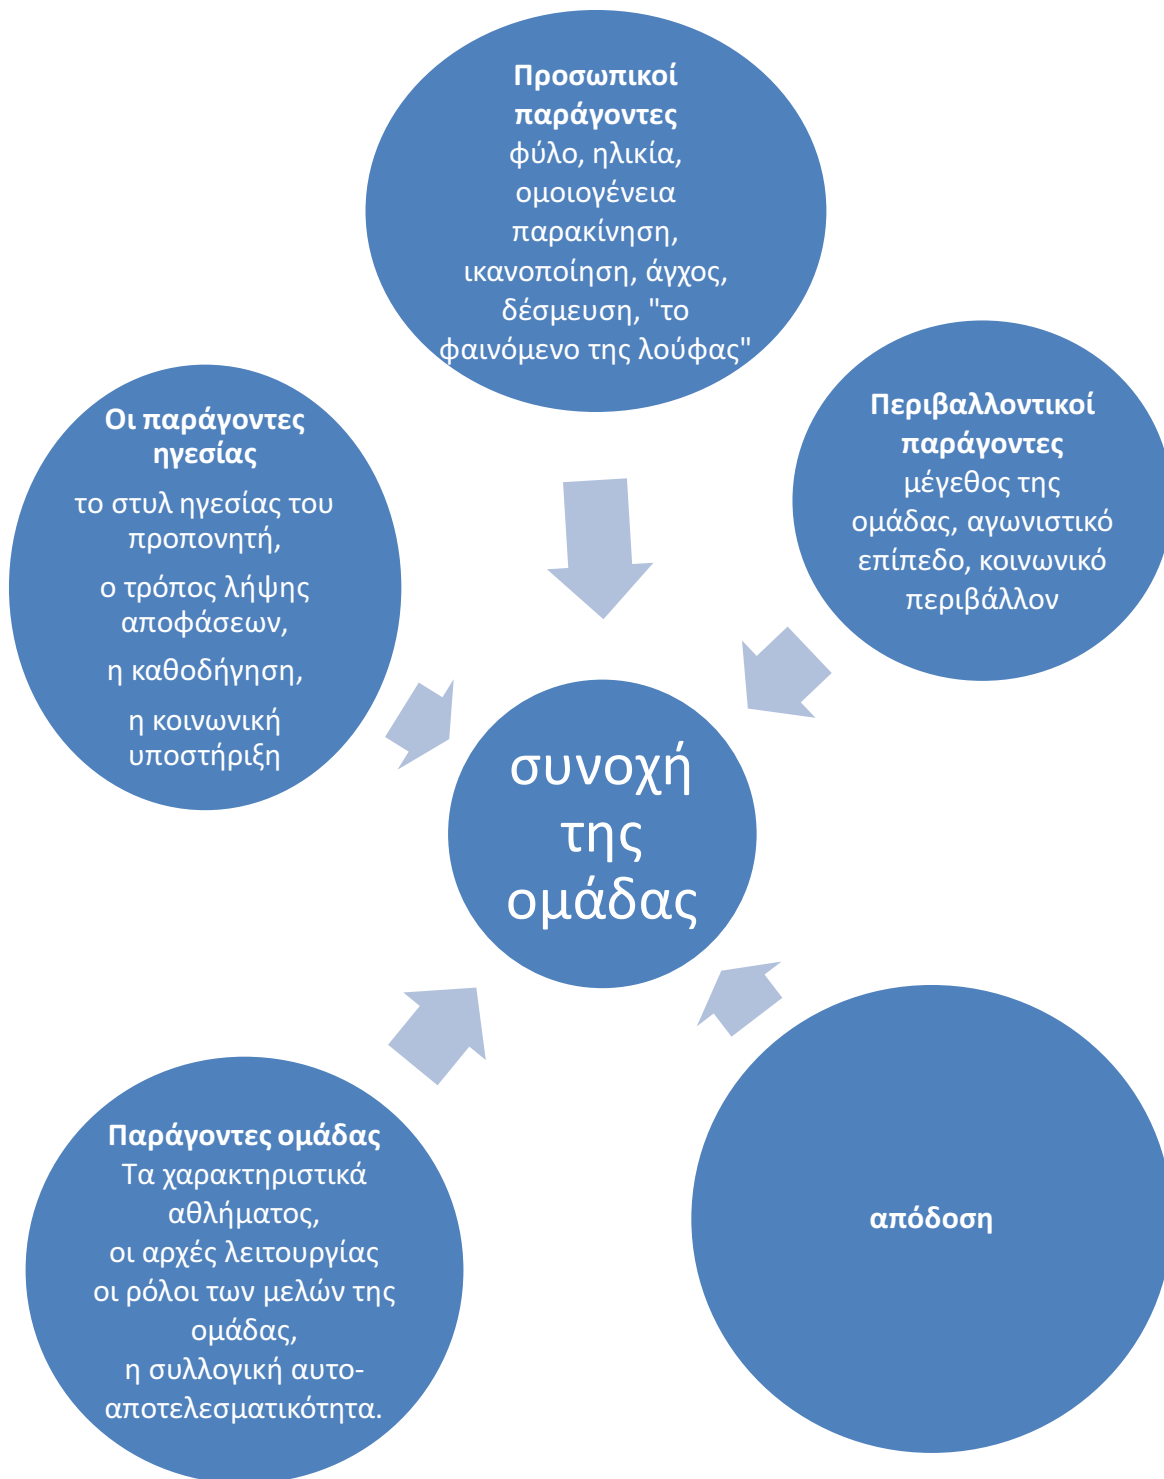 Προσωπικοί
παράγοντες
φύλο, ηλικία,
ομοιογένεια
παρακίνηση,
ικανοποίηση, άγχος,
δέσμευση, "το
φαινόμενο της λούφας"
Περιβαλλοντικοί
παράγοντες
μέγεθος της
ομάδας, αγωνιστικό
επίπεδο, κοινωνικό
περιβάλλον
Οι παράγοντες
ηγεσίας
το στυλ ηγεσίας του
προπονητή,
ο τρόπος λήψης
αποφάσεων,
η καθοδήγηση,
η κοινωνική
υποστήριξη
συνοχή
της
ομάδας
Παράγοντες ομάδας
Τα χαρακτηριστικά
αθλήματος,
οι αρχές λειτουργίας
οι ρόλοι των μελών της
ομάδας,
η συλλογική αυτο-
αποτελεσματικότητα.
απόδοση